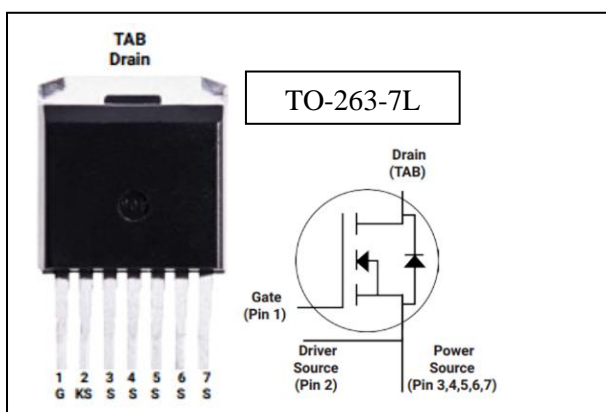 TAB
Drain
TO-263-7L
Drain
(TAB)
Gate
(Pin 1)
Driver
Source
(Pin 2)
Power
Source
(Pin 3,4,5,6,7)
1 2 3 4 5 6 7
G KS S S S S S